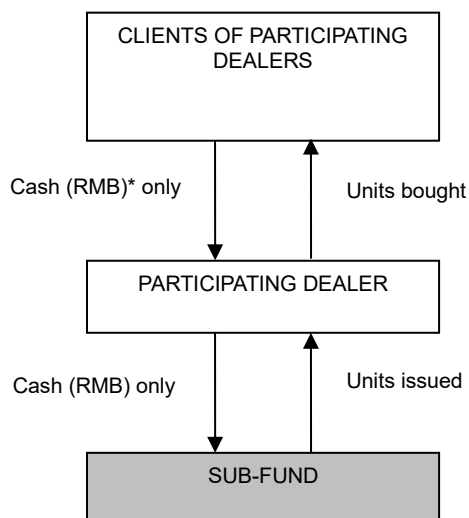 CLIENTS OF PARTICIPATING
DEALERS
Cash (RMB)* only
Units bought
PARTICIPATING DEALER
Cash (RMB) only
Units issued
SUB-FUND